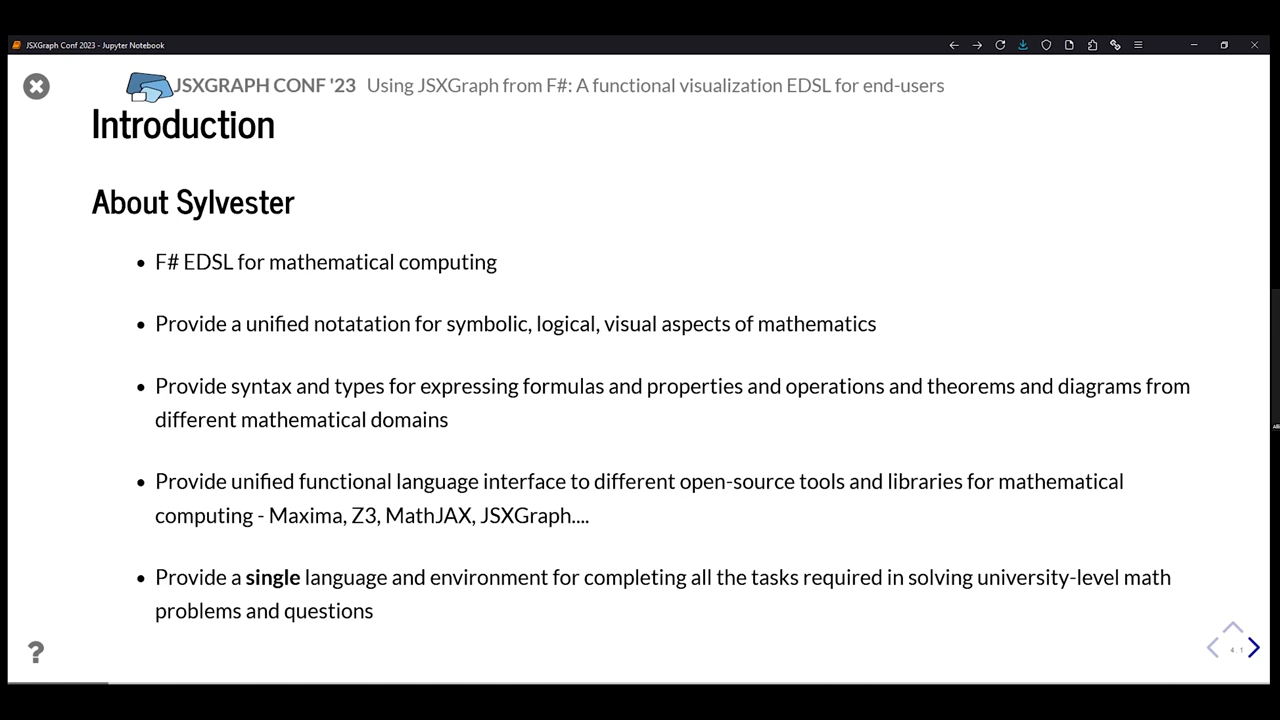 JSXGraph Conf 2023 - Jupyter Notebook
JSXGRAPH CONF '23 Using JSXGraph from F#: A functional visualization EDSL for end-users
Introduction
About Sylvester
• F# EDSL for mathematical computing
• Provide a unified notatation for symbolic, logical, visual aspects of mathematics
• Provide syntax and types for expressing formulas and properties and operations and theorems and diagrams from
different mathematical domains
• Provide unified functional language interface to different open-source tools and libraries for mathematical
computing - Maxima, Z3, MathJAX, JSXGraph....
• Provide a single language and environment for completing all the tasks required in solving university-level math
problems and questions
?
4.1